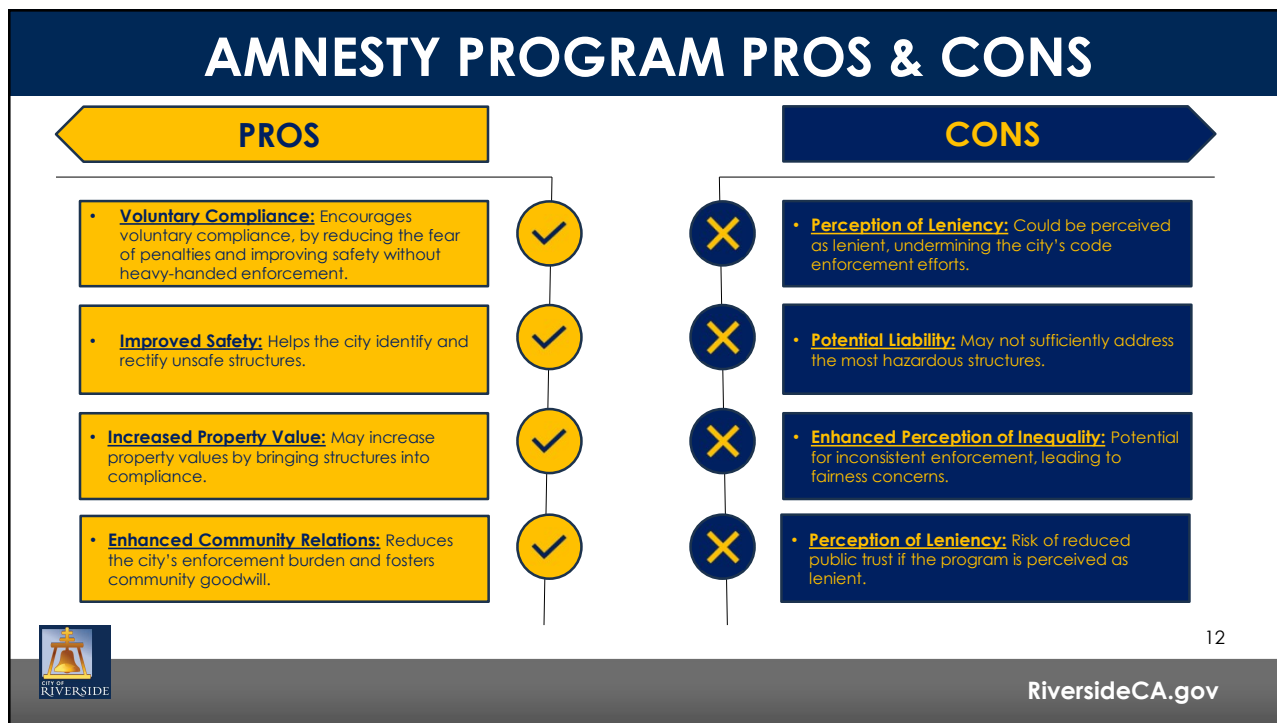 AMNESTY PROGRAM PROS & CONS
PROS
• Voluntary Compliance: Encourages
voluntary compliance, by reducing the fear
of penalties and improving safety without
heavy-handed enforcement.
• Improved Safety: Helps the city identify and
rectify unsafe structures.
• Increased Property Value: May increase
property values by bringing structures into
compliance.
• Enhanced Community Relations: Reduces
the city's enforcement burden and fosters
community goodwill.
CONS
• Perception of Leniency: Could be perceived
as lenient, undermining the city's code
enforcement efforts.
• Potential Liability: May not sufficiently address
the most hazardous structures.
• Enhanced Perception of Inequality: Potential
for inconsistent enforcement, leading to
fairness concerns.
• Perception of Leniency: Risk of reduced
public trust if the program is perceived as
lenient.
12
CITY OF
RIVERSIDE
RiversideCA.gov